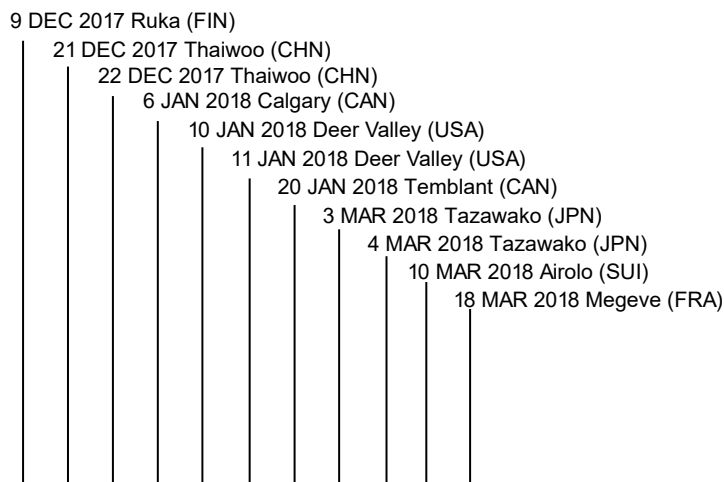 9 DEC 2017 Ruka (FIN)
21 DEC 2017 Thaiwoo (CHN)
22 DEC 2017 Thaiwoo (CHN)
6 JAN 2018 Calgary (CAN)
10 JAN 2018 Deer Valley (USA)
11 JAN 2018 Deer Valley (USA)
20 JAN 2018 Temblant (CAN)
3 MAR 2018 Tazawako (JPN)
4 MAR 2018 Tazawako (JPN)
10 MAR 2018 Airolo (SUI)
18 MAR 2018 Megeve (FRA)